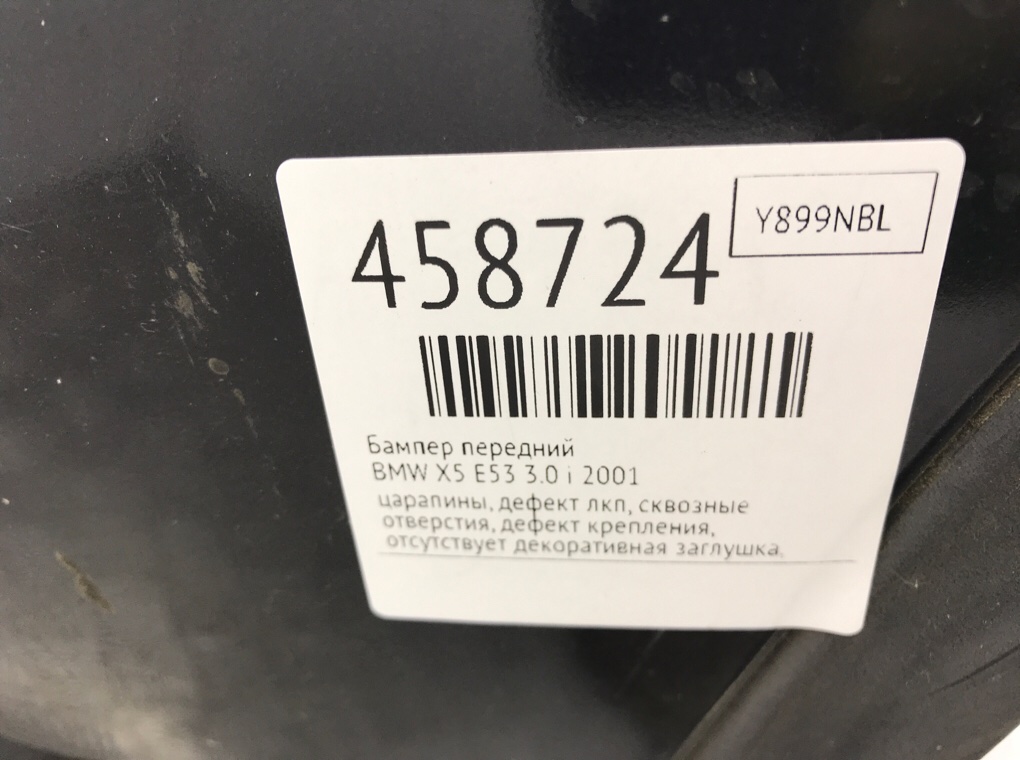 458724
Y899NBL
Бампер передний
BMW X5 E53 3.0 i 2001
царапины, дефект лкп, сквозные
отверстия, дефект крепления,
отсутствует декоративная заглушка.